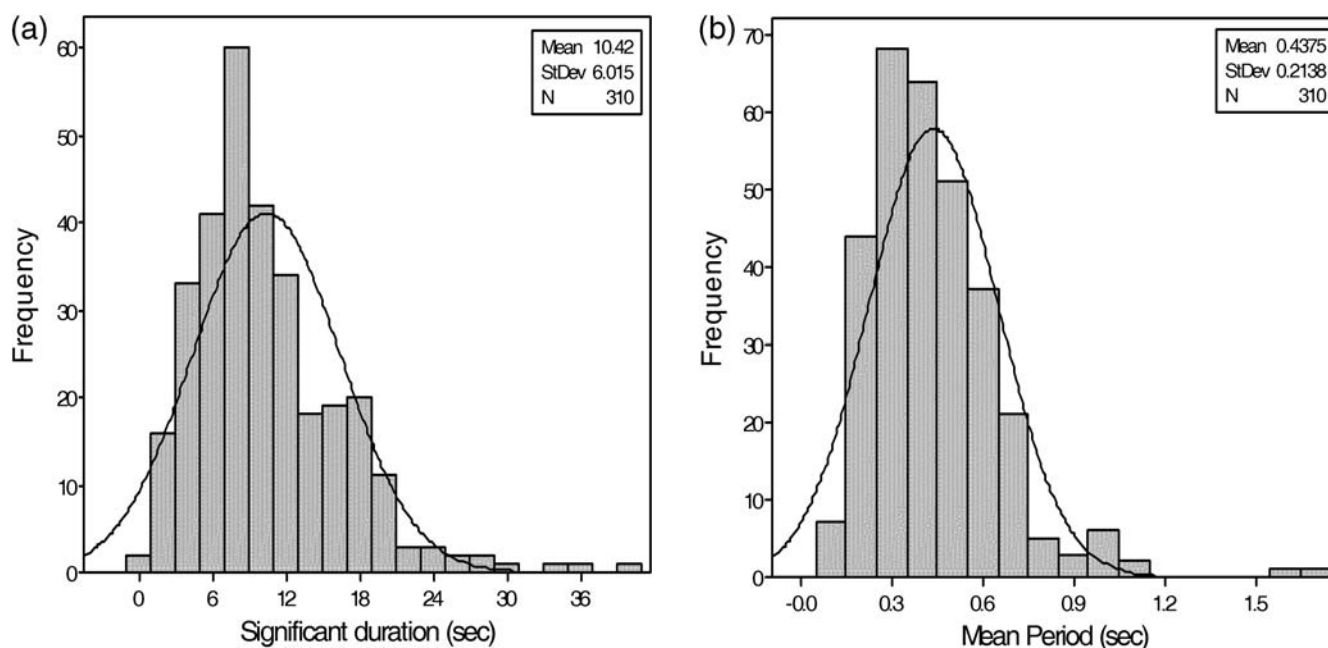 (a)
Mean 10.42
StDev 6.015
N 310
60
50
40
30
20
10
0
Frequency
0 6 12 18 24 30 36
Significant duration (sec)
(b)
Mean 0.4375
StDev 0.2138
N 310
70
60
50
40
30
20
10
0
Frequency
-0.0 0.3 0.6 0.9 1.2 1.5
Mean Period (sec)